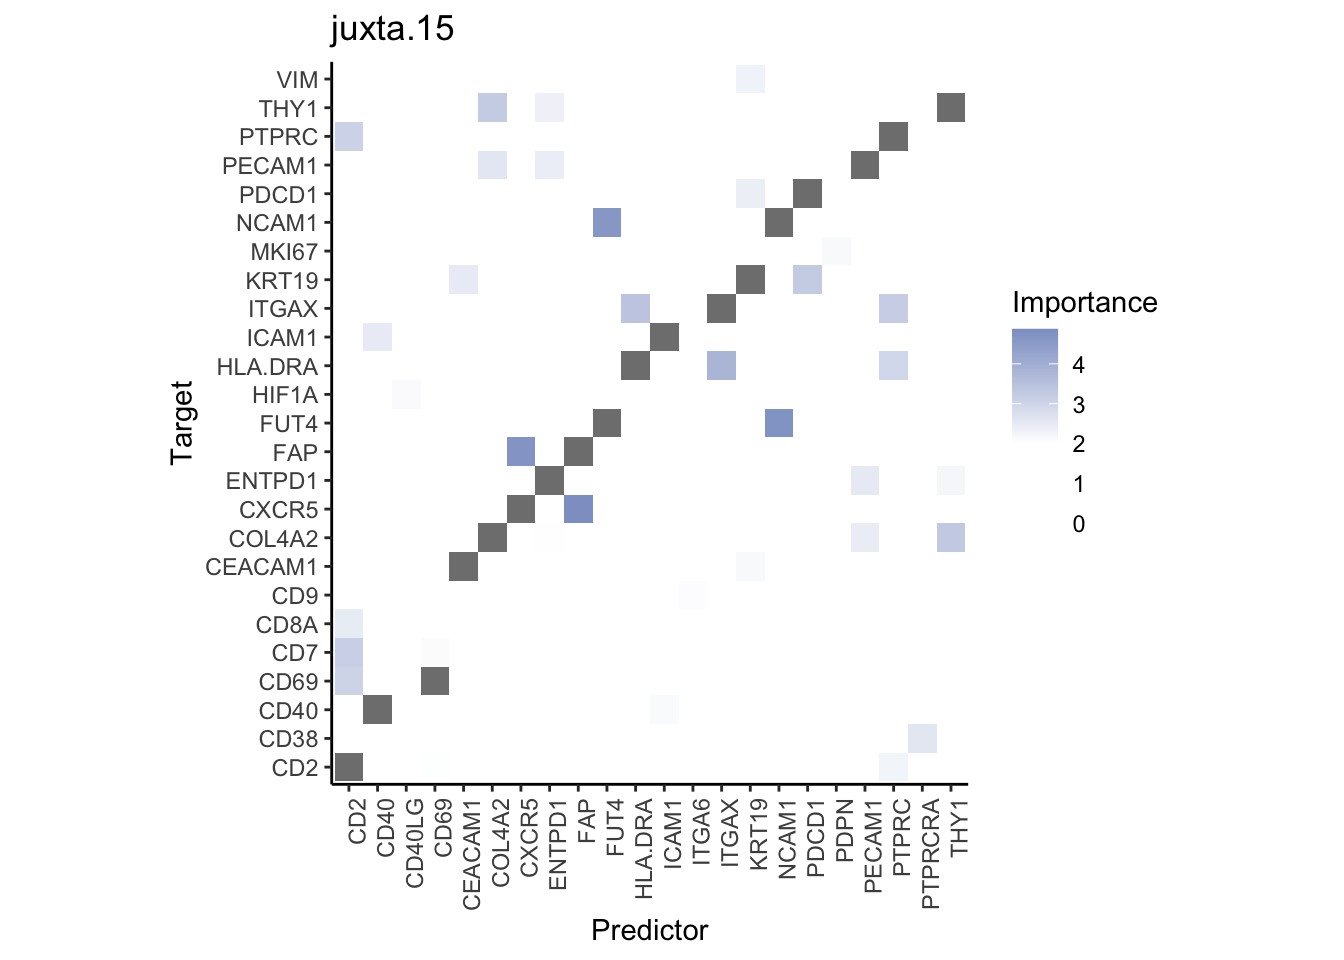 juxta.15
VIM
THY1
PTPRC
PECAM1
PDCD1
NCAM1
MKI67
KRT19
ITGAX
ICAM1
HLA.DRA
HIF1A
FUT4
FAP
ENTPD1
CXCR5
COL4A2
CEACAM1
CD9
CD8A
CD7
CD69
CD40
CD38
CD2
Target
CD2
CD40
CD40LG
CD69
CEACAM1
COL4A2
CXCR5
ENTPD1
FAP
FUT4
HLA.DRA
ICAM1
ITGA6
ITGAX
KRT19
NCAM1
PDCD1
PDPN
PECAM1
PTPRC
PTPRCRA
THY1
Predictor
Importance
4
3
2
1
0